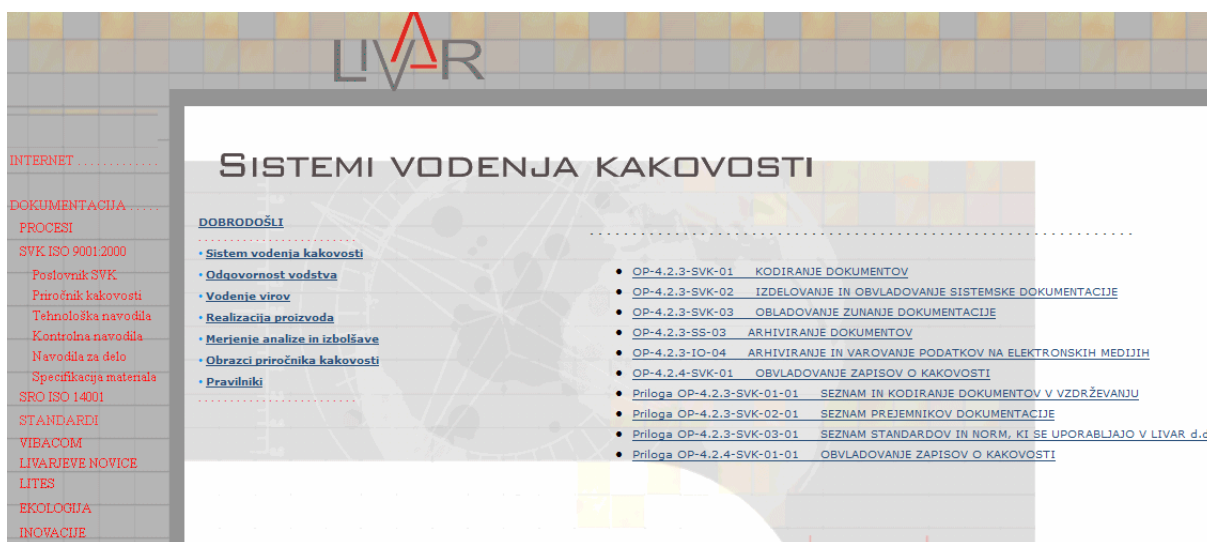 LIVAR
SISTEMI VODENJA KAKOVOSTI
INTERNET .............
DOKUMENTACIJA .....
PROCESI
SVK ISO 9001:2000
Poslovnik SVK
Priročnik kakovosti
Tehnološka navodila
Kontrolna navodila
Navodila za delo
Specifikacija materiala
SRO ISO 14001
STANDARDI
VIBACOM
LIVARJEVE NOVICE
LITES
EKOLOGIJA
INOVACIJE
DOBRODOŠLI
• Sistem vodenja kakovosti
• Odgovornost vodstva
• Vodenje virov
• Realizacija proizvoda
• Merjenje analize in izbolšave
• Obrazci priročnika kakovosti
• Pravilniki
• OP-4.2.3-SVK-01 KODIRANJE DOKUMENTOV
• OP-4.2.3-SVK-02 IZDELOVANJE IN OBVLADOVANJE SISTEMSKE DOKUMENTACIJE
• OP-4.2.3-SVK-03 OBLADOVANJE ZUNANJE DOKUMENTACIJE
• OP-4.2.3-SS-03 ARHIVIRANJE DOKUMENTOV
• OP-4.2.3-IO-04 ARHIVIRANJE IN VAROVANJE PODATKOV NA ELEKTRONSKIH MEDIJIH
• OP-4.2.4-SVK-01 OBVLADOVANJE ZAPISOV O KAKOVOSTI
• Priloga OP-4.2.3-SVK-01-01 SEZNAM IN KODIRANJE DOKUMENTOV V VZDRŽEVANJU
• Priloga OP-4.2.3-SVK-02-01 SEZNAM PREJEMNIKOV DOKUMENTACIJE
• Priloga OP-4.2.3-SVK-03-01 SEZNAM STANDARDOV IN NORM, KI SE UPORABLJAJO V LIVAR d.d
• Priloga OP-4.2.4-SVK-01-01 OBVLADOVANJE ZAPISOV O KAKOVOSTI